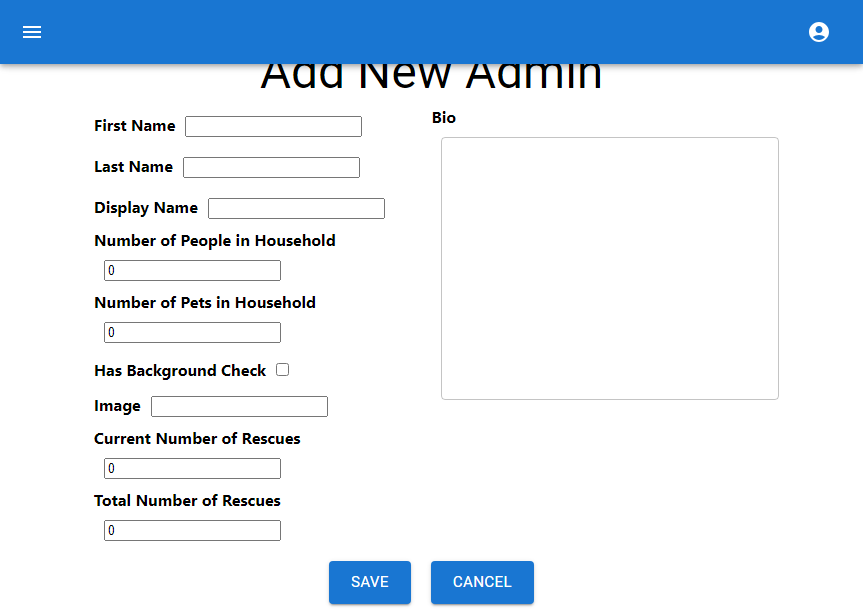 Add New Admin
First Name
Last Name
Display Name
Number of People in Household
0
Number of Pets in Household
0
Has Background Check
Image
Current Number of Rescues
0
Total Number of Rescues
0
Bio
SAVE CANCEL